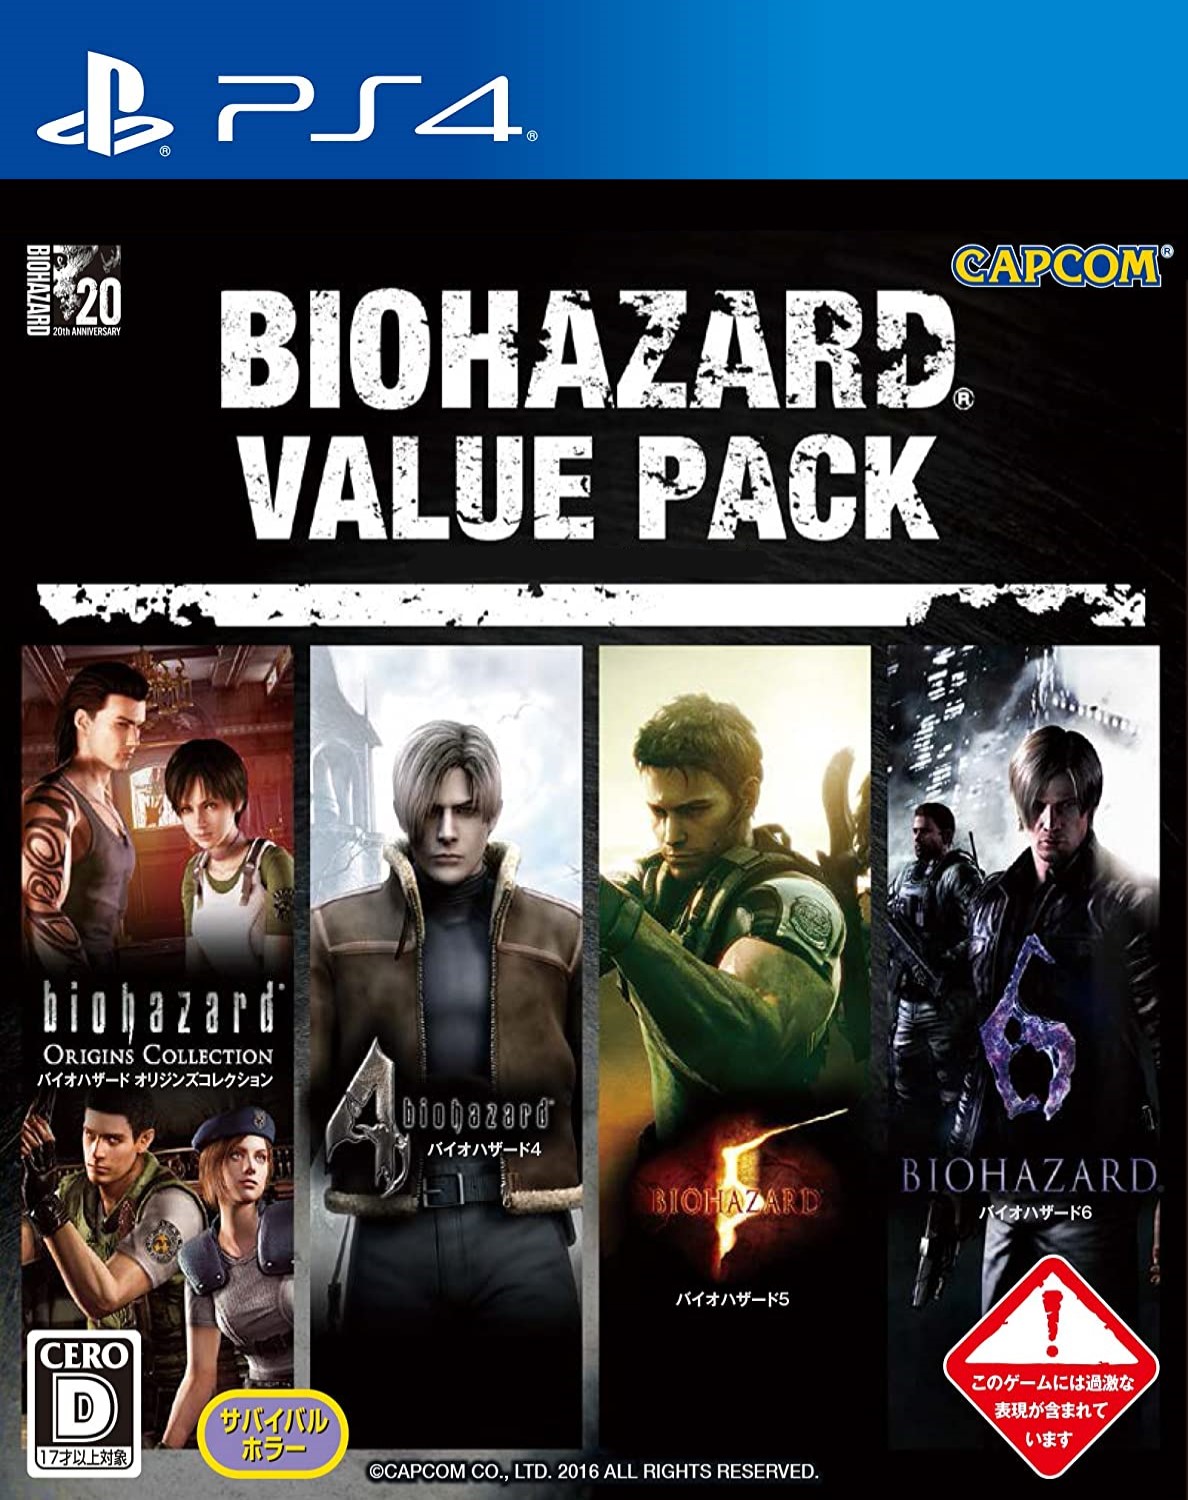 PS4®
BIOHAZARD
20
20th ANNIVERSARY
CAPCOM®
BIOHAZARD®
VALUE PACK
biohazard
ORIGINS COLLECTION
バイオハザード オリジンズコレクション
4 biohazard
バイオハザード4
5
BIOHAZARD
バイオハザード5
6
BIOHAZARD®
バイオハザード6
CERO
D
17才以上対象
サバイバル
ホラー
このゲームには過激な
表現が含まれて
います
©CAPCOM CO., LTD. 2016 ALL RIGHTS RESERVED.